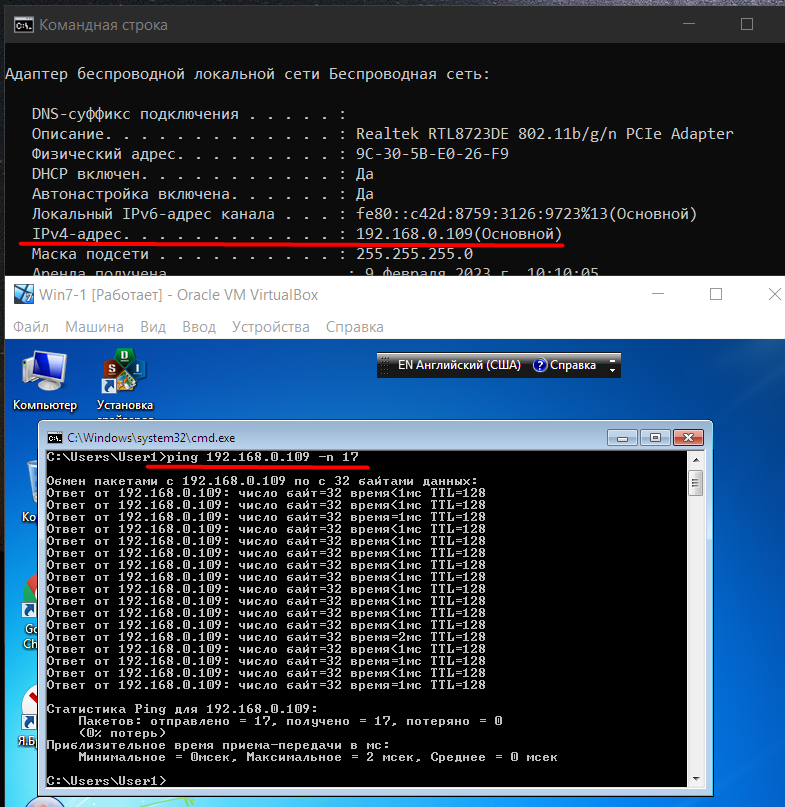 Командная строка
Адаптер беспроводной локальной сети Беспроводная сеть:
DNS-суффикс подключения . . . . . :
Описание. . . . . . . . . . . . . : Realtek RTL8723DE 802.11b/g/n PCIe Adapter
Физический адрес. . . . . . . . . : 9C-30-5B-E0-26-F9
DHCP включен. . . . . . . . . . . : Да
Автонастройка включена. . . . . . : Да
Локальный IPv6-адрес канала . . . : fe80::c42d:8759:3126:9723%13(Основной)
IPv4-адрес. . . . . . . . . . . . : 192.168.0.109(Основной)
Маска подсети . . . . . . . . . . : 255.255.255.0
Аренда получена. . . . . . . . . . : 9 февраля 2023 г. 10:10:05
Win7-1 [Работает] - Oracle VM VirtualBox
Файл Машина Вид Ввод Устройства Справка
EN Английский (США) Справка
Компьютер
Установка
C:\Windows\system32\cmd.exe
C:\Users\User1>ping 192.168.0.109 -n 17
Обмен пакетами с 192.168.0.109 по с 32 байтами данных:
Ответ от 192.168.0.109: число байт=32 время<1мс TTL=128
Ответ от 192.168.0.109: число байт=32 время<1мс TTL=128
Ответ от 192.168.0.109: число байт=32 время=1мс TTL=128
Ответ от 192.168.0.109: число байт=32 время<1мс TTL=128
Ответ от 192.168.0.109: число байт=32 время<1мс TTL=128
Ответ от 192.168.0.109: число байт=32 время<1мс TTL=128
Ответ от 192.168.0.109: число байт=32 время<1мс TTL=128
Ответ от 192.168.0.109: число байт=32 время<1мс TTL=128
Ответ от 192.168.0.109: число байт=32 время<1мс TTL=128
Ответ от 192.168.0.109: число байт=32 время<1мс TTL=128
Ответ от 192.168.0.109: число байт=32 время<1мс TTL=128
Ответ от 192.168.0.109: число байт=32 время<1мс TTL=128
Ответ от 192.168.0.109: число байт=32 время=2мс TTL=128
Ответ от 192.168.0.109: число байт=32 время<1мс TTL=128
Ответ от 192.168.0.109: число байт=32 время=1мс TTL=128
Ответ от 192.168.0.109: число байт=32 время<1мс TTL=128
Ответ от 192.168.0.109: число байт=32 время=1мс TTL=128
Статистика Ping для 192.168.0.109:
Пакетов: отправлено = 17, получено = 17, потеряно = 0
(0% потерь)
Приблизительное время приема-передачи в мс:
Минимальное = 0мсек, Максимальное = 2 мсек, Среднее = 0 мсек
C:\Users\User1>